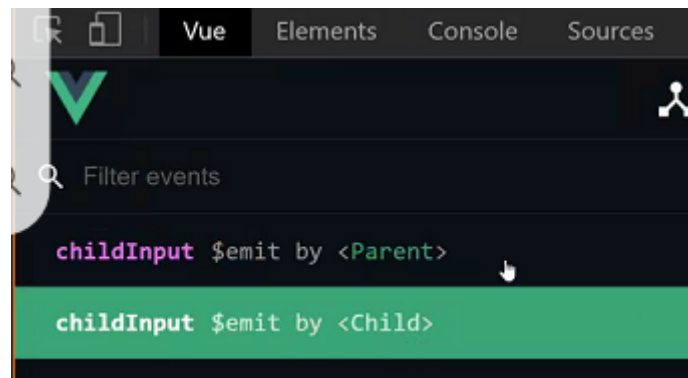 Vue Elements Console Sources
Filter events
childInput $emit by <Parent>
childInput $emit by <Child>